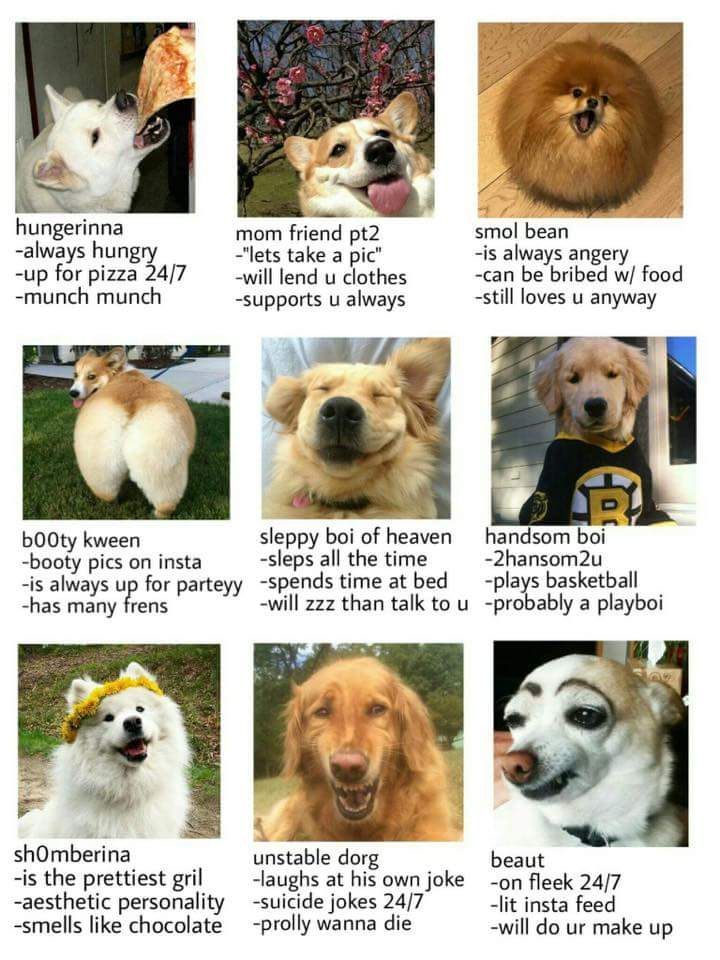 hungerinna
-always hungry
-up for pizza 24/7
-munch munch
mom friend pt2
-"lets take a pic"
-will lend u clothes
-supports u always
smol bean
-is always angery
-can be bribed w/ food
-still loves u anyway
b00ty kween
-booty pics on insta
-is always up for parteyy
-has many frens
sleppy boi of heaven
-sleps all the time
-spends time at bed
-will zzz than talk to u
B
handsom boi
-2hansom2u
-plays basketball
-probably a playboi
sh0mberina
-is the prettiest gril
-aesthetic personality
-smells like chocolate
unstable dorg
-laughs at his own joke
-suicide jokes 24/7
-prolly wanna die
beaut
-on fleek 24/7
-lit insta feed
-will do ur make up